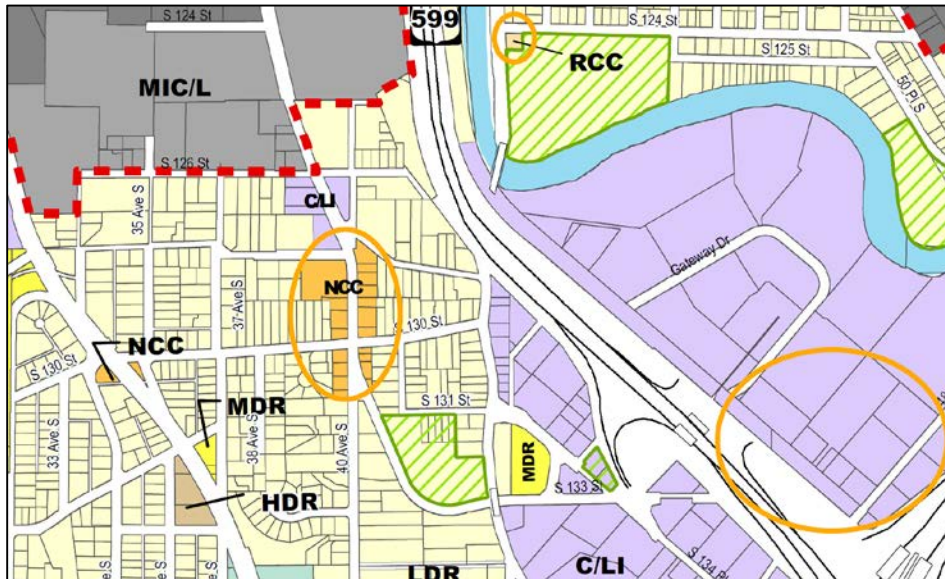 S 124 St
599
S 124 St
RCC
S 125 St
50 Pl S
MIC/L
S 126 St
35 Ave S
C/LI
37 Ave S
NCC
Gateway Dr
S 130 St
NCC
S 130 St
MDR
S 131 St
33 Ave S
38 Ave S
40 Ave S
MDR
HDR
S 133 St
C/LI
S 134 Pl
LDR